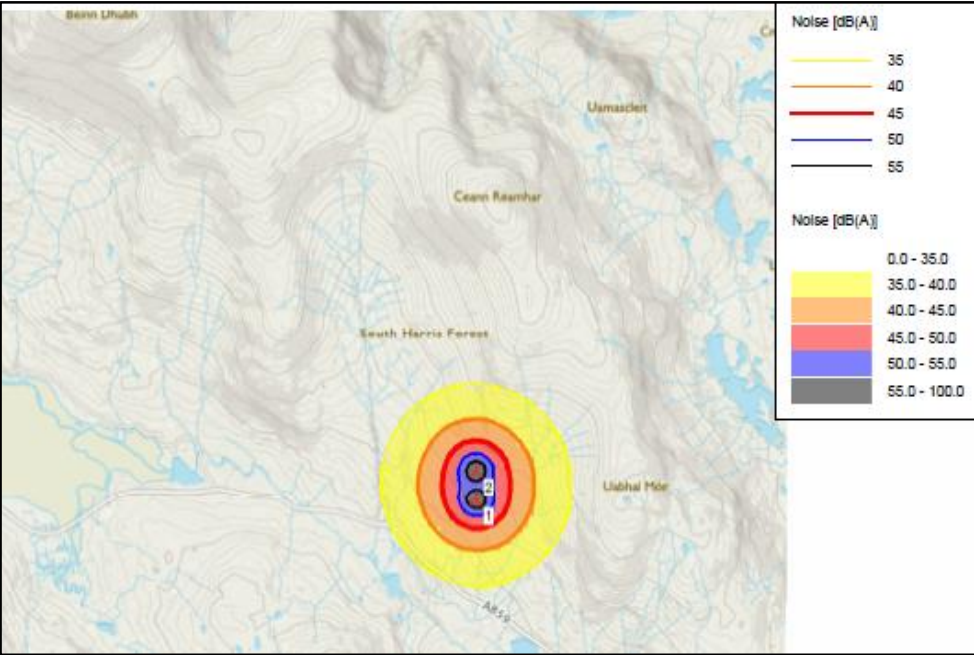 Beinn Dhubh
Uamascleit
Ceann Reamhar
South Harris Forest
Uabhal Mòr
2
1
A859
Noise [dB(A)]
35
40
45
50
55
Noise [dB(A)]
0.0 - 35.0
35.0 - 40.0
40.0 - 45.0
45.0 - 50.0
50.0 - 55.0
55.0 - 100.0